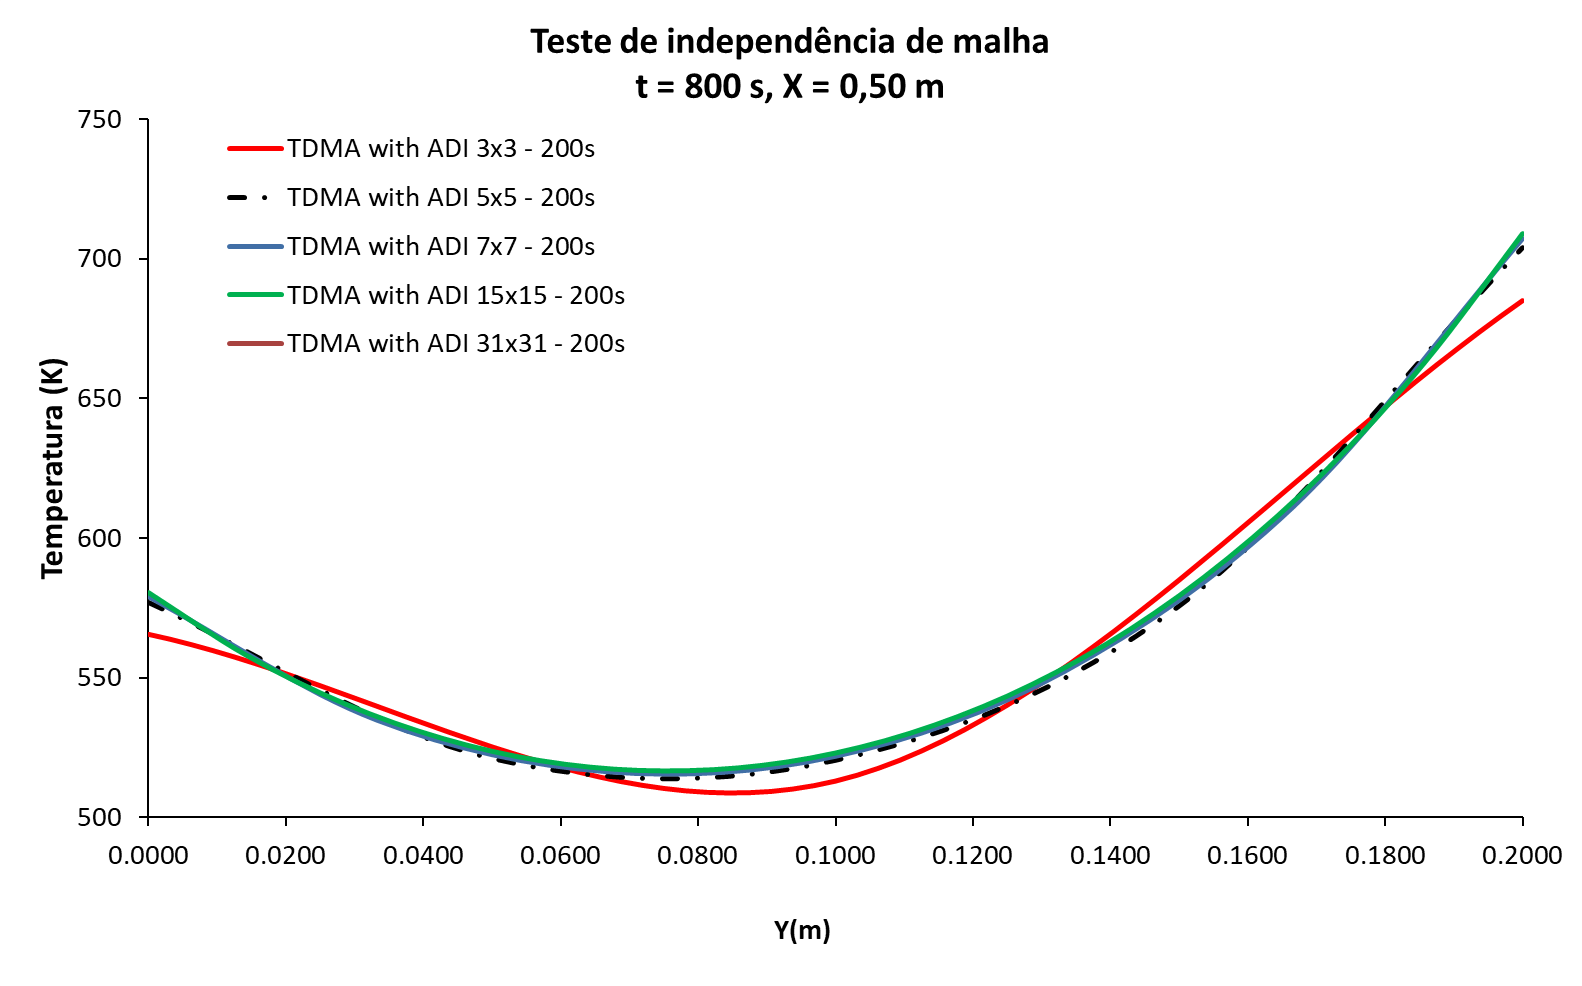 Teste de independência de malha
t = 800 s, X = 0,50 m
750
700
650
600
550
500
Temperatura (K)
TDMA with ADI 3x3 - 200s
TDMA with ADI 5x5 - 200s
TDMA with ADI 7x7 - 200s
TDMA with ADI 15x15 - 200s
TDMA with ADI 31x31 - 200s
0.0000 0.0200 0.0400 0.0600 0.0800 0.1000 0.1200 0.1400 0.1600 0.1800 0.2000
Y(m)